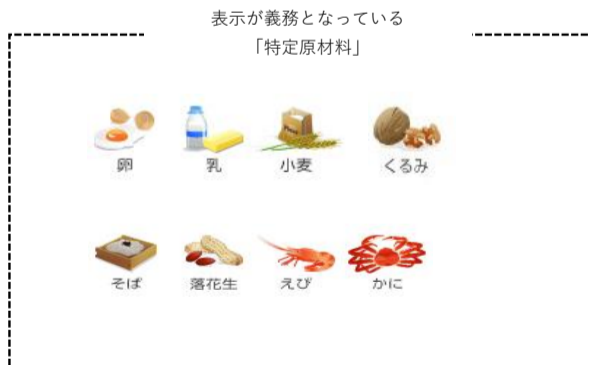 表示が義務となっている
「特定原材料」
卵 乳 小麦 くるみ
そば 落花生 えび かに